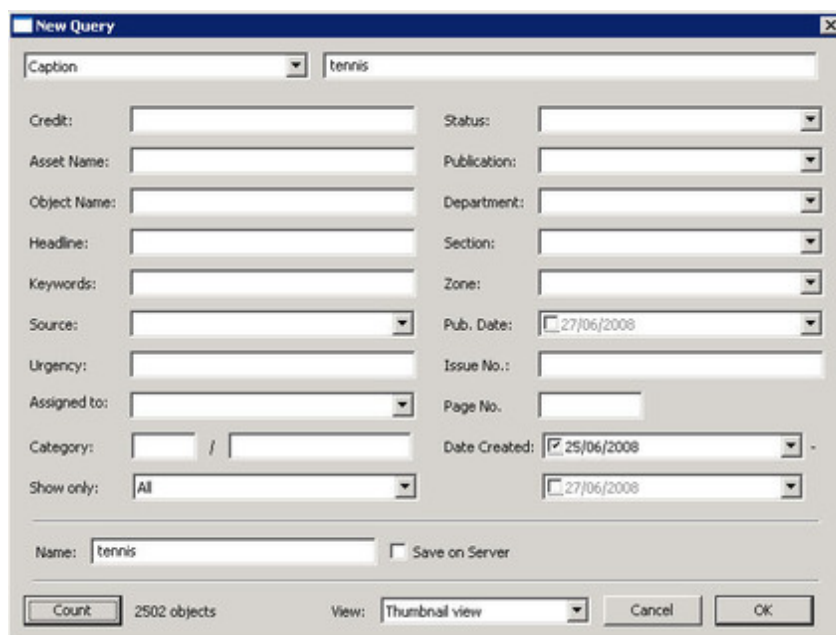 New Query
Caption tennis
Credit: Status:
Asset Name: Publication:
Object Name: Department:
Headline: Section:
Keywords: Zone:
Source: Pub. Date: 27/06/2008
Urgency: Issue No.:
Assigned to: Page No.
Category: / Date Created: 25/06/2008 -
Show only: All 27/06/2008
Name: tennis Save on Server
Count 2502 objects View: Thumbnail view Cancel OK